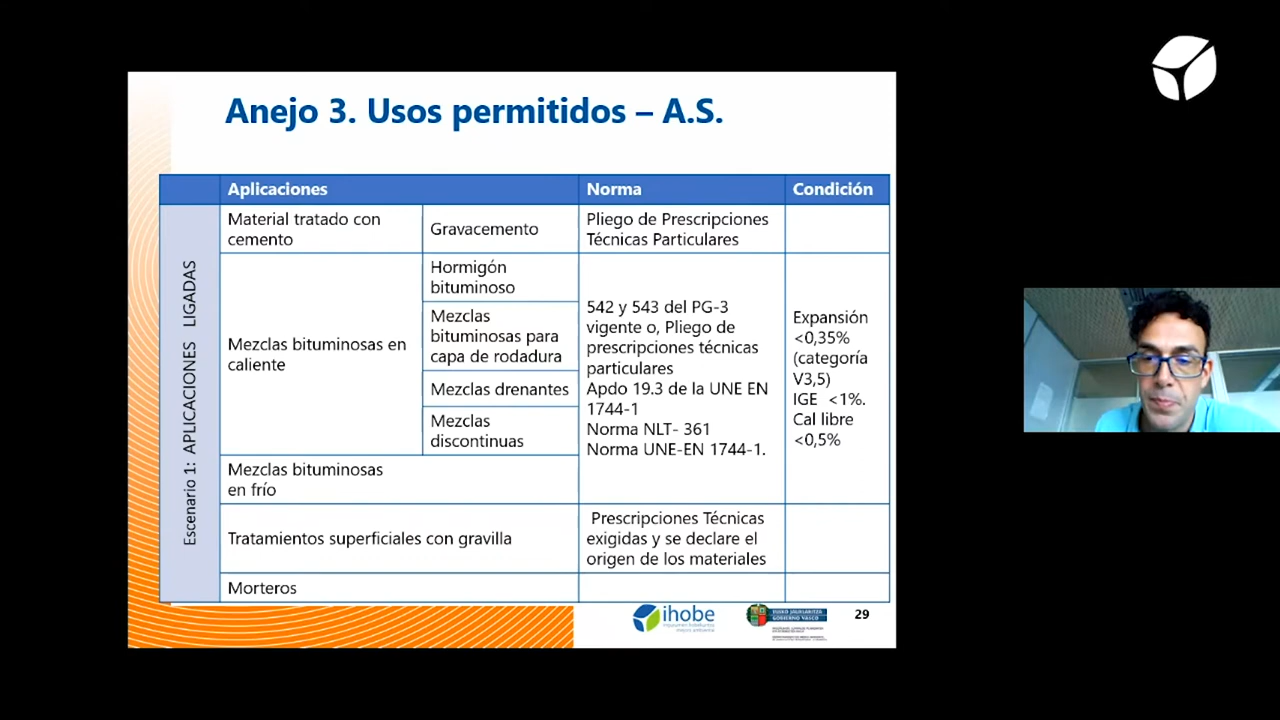 Anejo 3. Usos permitidos – A.S.
Aplicaciones
Norma
Condición
Escenario 1: APLICACIONES LIGADAS
Material tratado con
cemento
Gravacemento
Pliego de Prescripciones
Técnicas Particulares
Mezclas bituminosas en
caliente
Hormigón
bituminoso
Mezclas
bituminosas para
capa de rodadura
Mezclas drenantes
Mezclas
discontinuas
542 y 543 del PG-3
vigente o, Pliego de
prescripciones técnicas
particulares
Apdo 19.3 de la UNE EN
1744-1
Norma NLT- 361
Norma UNE-EN 1744-1.
Expansión
<0,35%
(categoría
V3,5)
IGE <1%.
Cal libre
<0,5%
Mezclas bituminosas
en frío
Tratamientos superficiales con gravilla
Prescripciones Técnicas
exigidas y se declare el
origen de los materiales
Morteros
ihobe
EUSKO JAURLARITZA
GOBIERNO VASCO
29